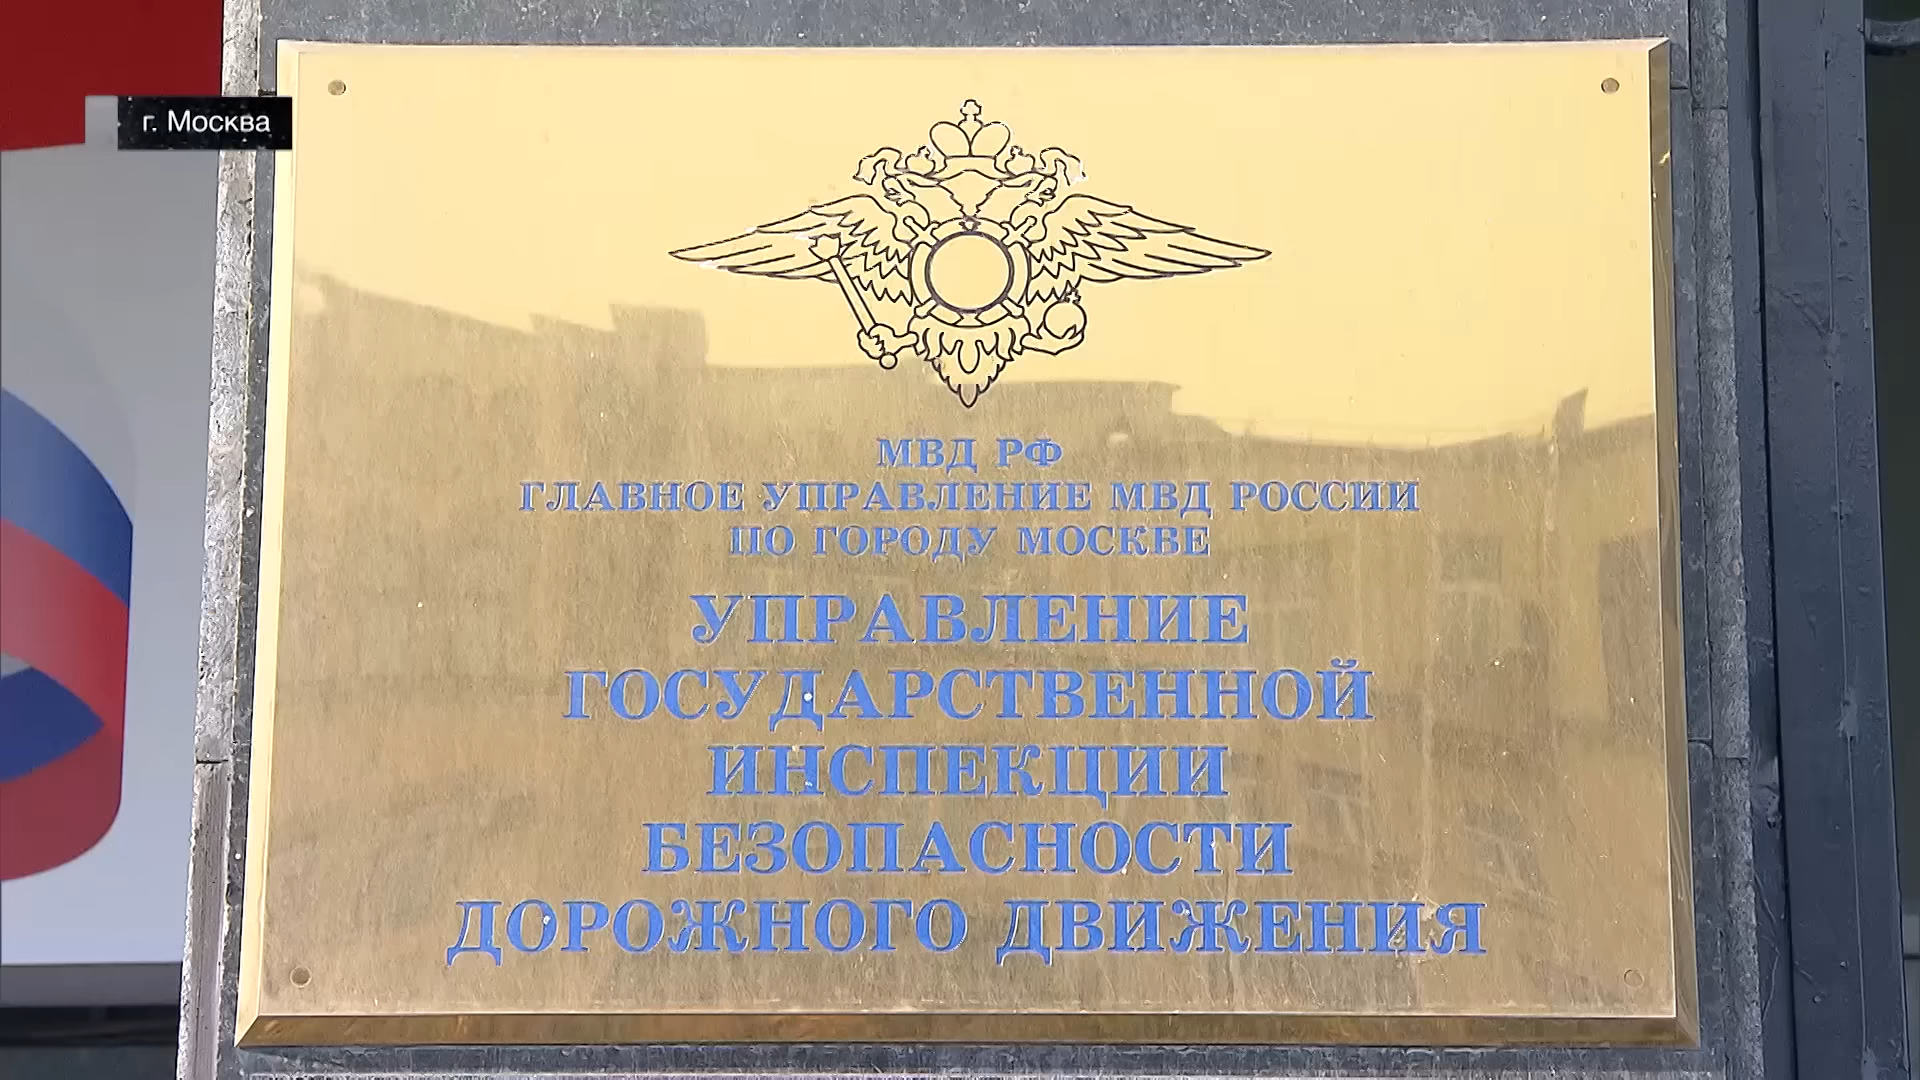 г. Москва
МВД РФ
ГЛАВНОЕ УПРАВЛЕНИЕ МВД РОССИИ
ПО ГОРОДУ МОСКВЕ
УПРАВЛЕНИЕ
ГОСУДАРСТВЕННОЙ
ИНСПЕКЦИИ
БЕЗОПАСНОСТИ
ДОРОЖНОГО ДВИЖЕНИЯ